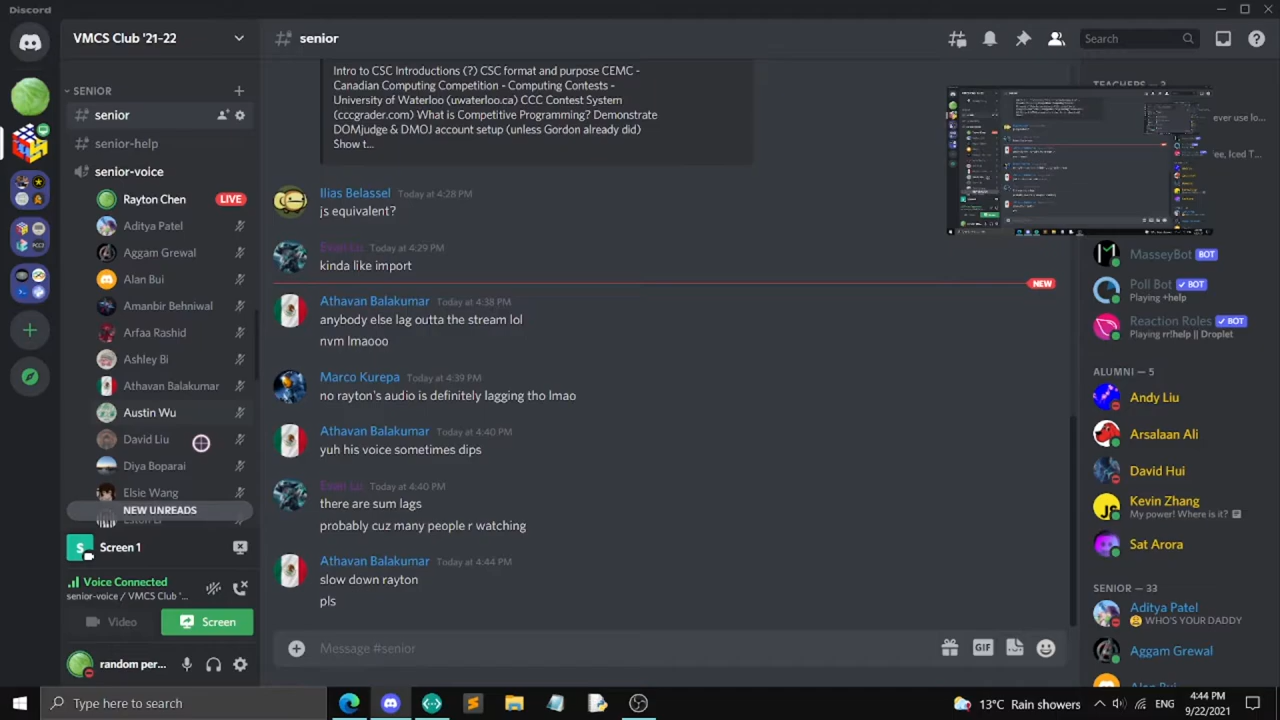 Discord
VMCS Club '21-22
SENIOR
senior
senior-help
senior-voice
Rayton Chen
LIVE
Aditya Patel
Aggam Grewal
Alan Bui
Amanbir Behniwal
Arfaa Rashid
Ashley Bi
Athavan Balakumar
Austin Wu
David Liu
Diya Boparai
Elsie Wang
NEW UNREADS
Screen 1
Voice Connected
senior-voice / VMCS Club '...
Video
Screen
random per...
senior
Search
Intro to CSC Introductions (?) CSC format and purpose CEMC -
Canadian Computing Competition - Computing Contests -
University of Waterloo (uwaterloo.ca) CCC Contest System
(cccgrader.com) What is Competitive Programming? Demonstrate
DOMjudge & DMOJ account setup (unless Gordon already did)
Show t...
Ilias Belassel Today at 4:28 PM
js equivalent?
Evan Lu Today at 4:29 PM
kinda like import
NEW
Athavan Balakumar Today at 4:38 PM
anybody else lag outta the stream lol
nvm lmaooo
Marco Kurepa Today at 4:39 PM
no rayton's audio is definitely lagging tho lmao
Athavan Balakumar Today at 4:40 PM
yuh his voice sometimes dips
Evan Lu Today at 4:40 PM
there are sum lags
probably cuz many people r watching
Athavan Balakumar Today at 4:44 PM
slow down rayton
pls
Message #senior
GIF
ever use lo...
ee, Iced T...
MasseyBot BOT
Poll Bot BOT
Playing +help
Reaction Roles BOT
Playing rr!help || Droplet
ALUMNI — 5
Andy Liu
Arsalaan Ali
David Hui
Kevin Zhang
My power! Where is it?
Sat Arora
SENIOR — 33
Aditya Patel
WHO'S YOUR DADDY
Aggam Grewal
Type here to search
13°C Rain showers
ENG
4:44 PM
9/22/2021